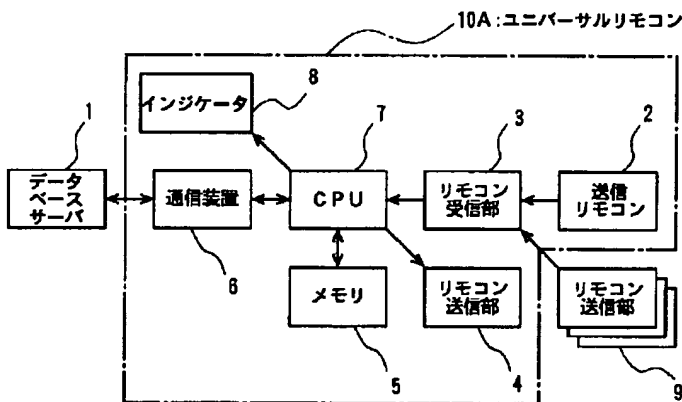 10A:ユニバーサルリモコン
8
インジケータ
1
7
3
2
データ
ベース
サーバ
通信装置
CPU
リモコン
受信部
送信
リモコン
6
メモリ
リモコン
送信部
リモコン
送信部
5
4
9